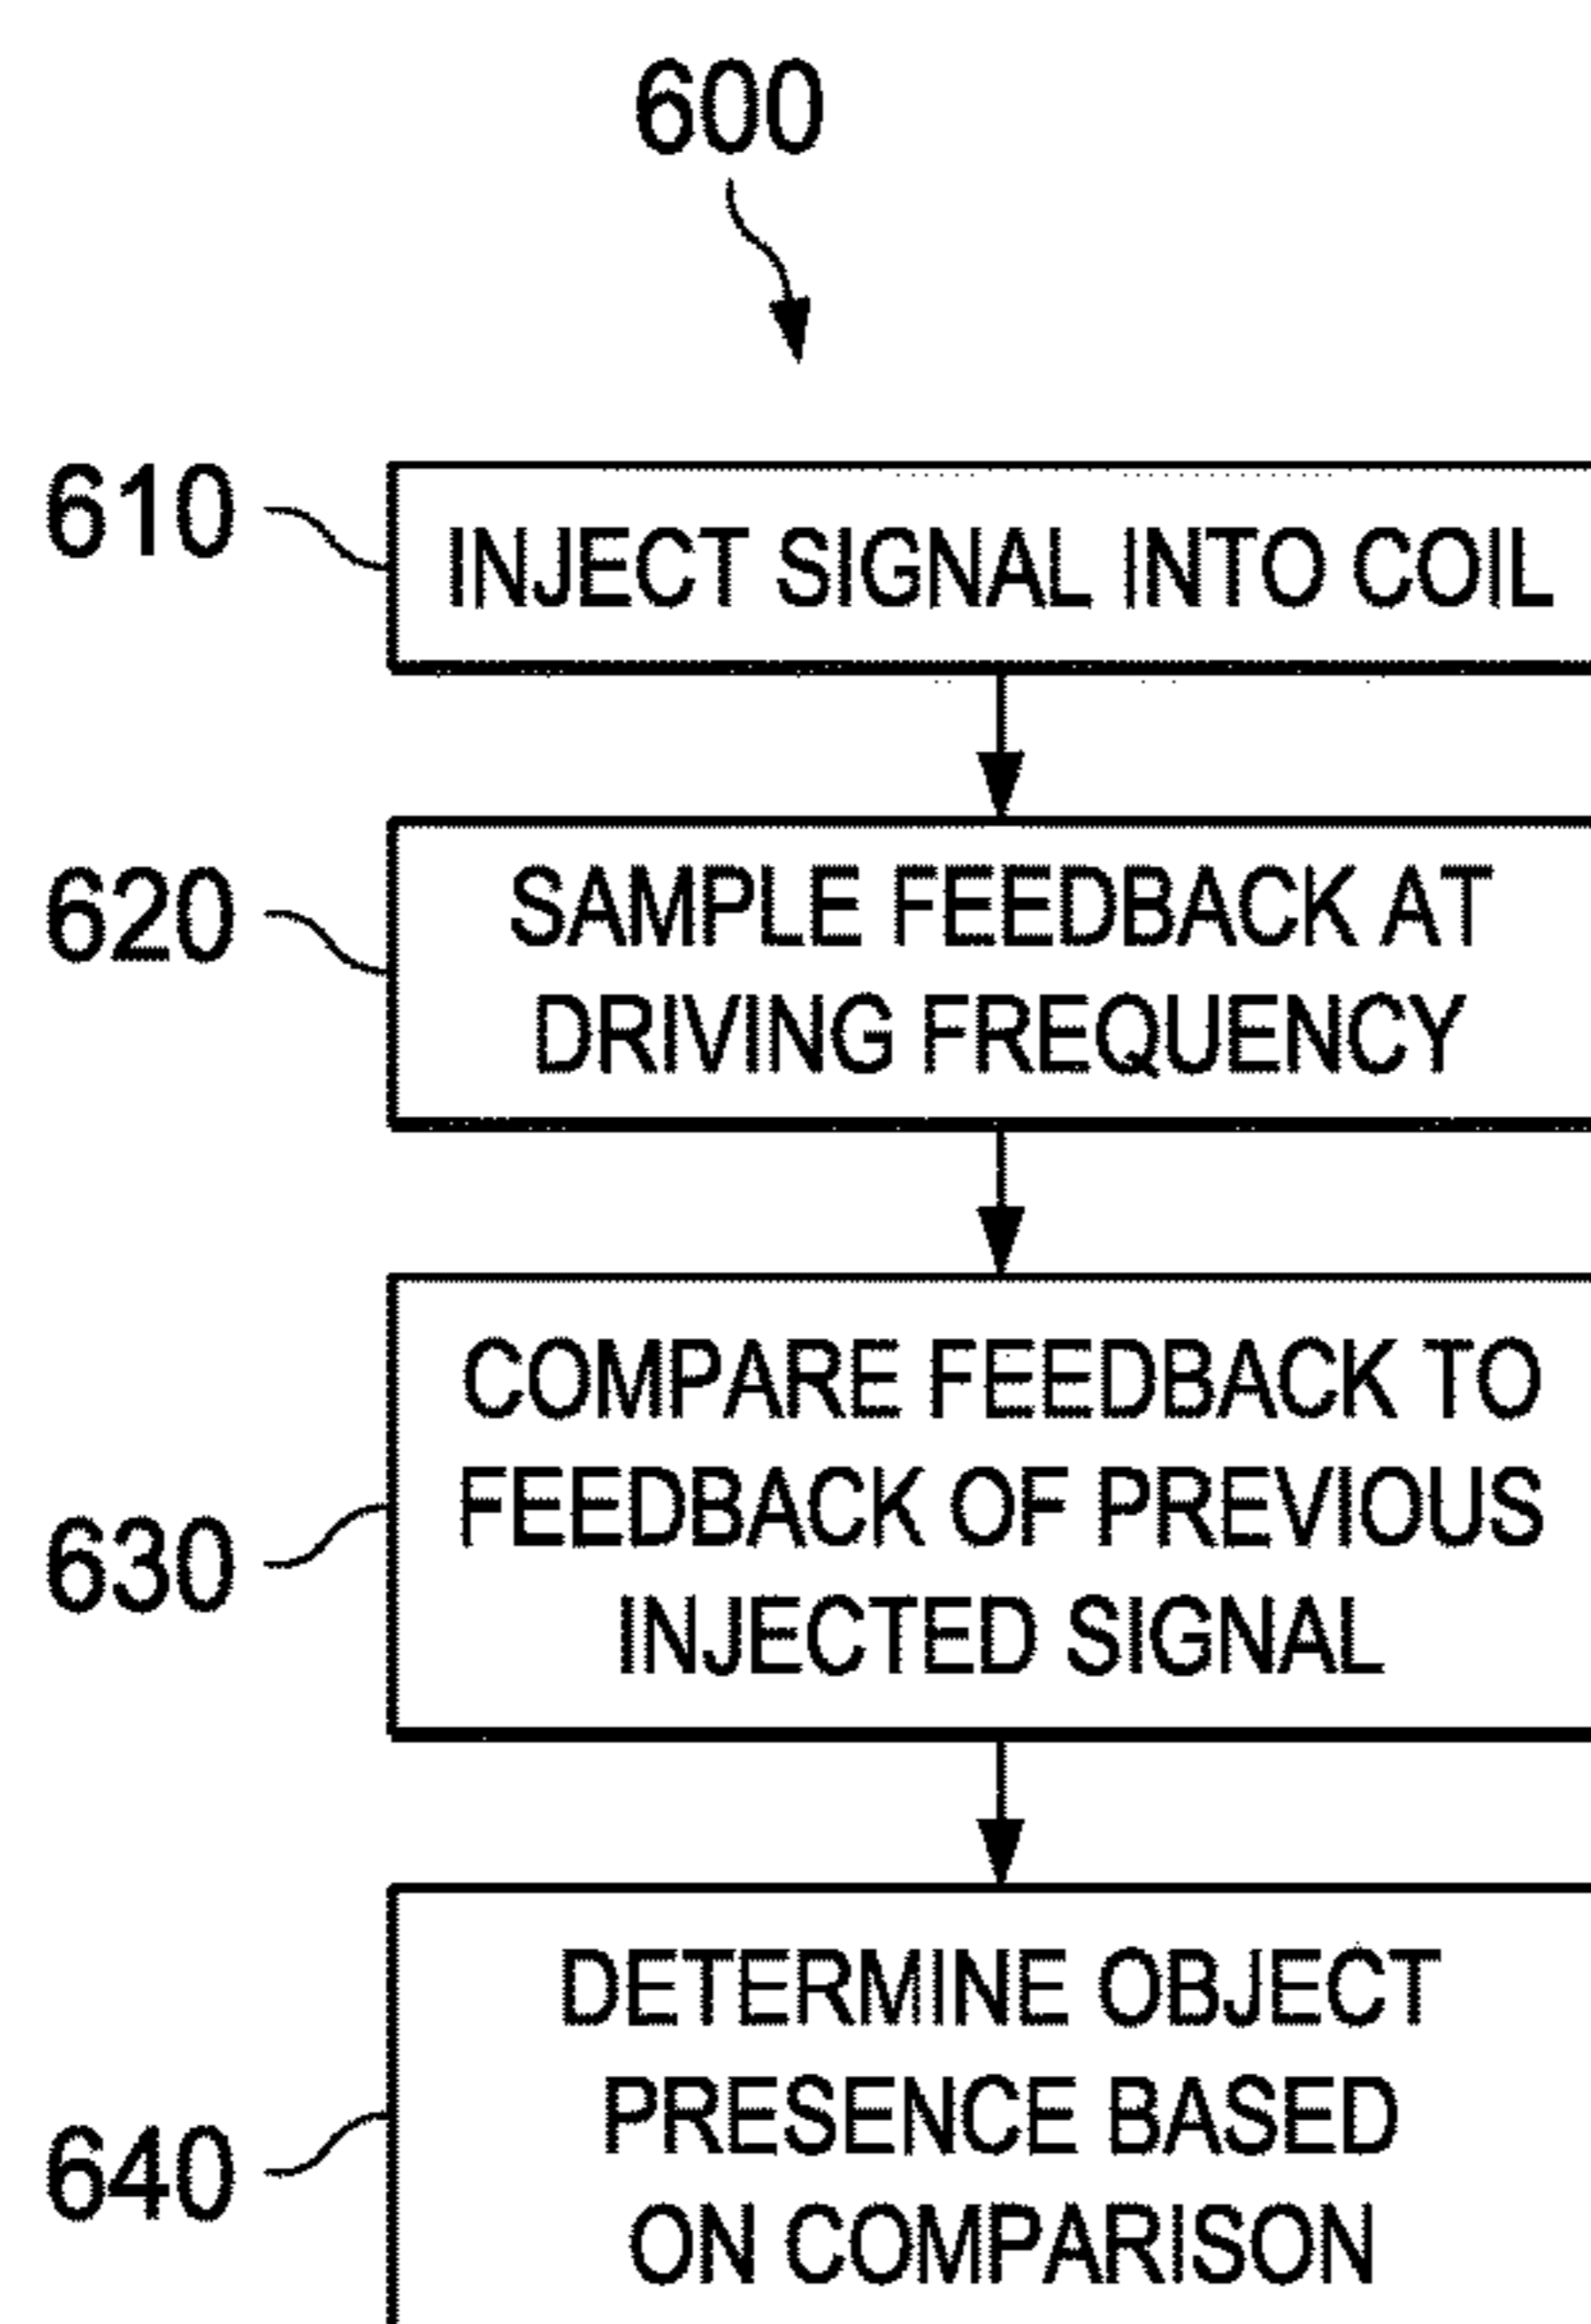 600
610
INJECT SIGNAL INTO COIL
620
SAMPLE FEEDBACK AT
DRIVING FREQUENCY
630
COMPARE FEEDBACK TO
FEEDBACK OF PREVIOUS
INJECTED SIGNAL
640
DETERMINE OBJECT
PRESENCE BASED
ON COMPARISON